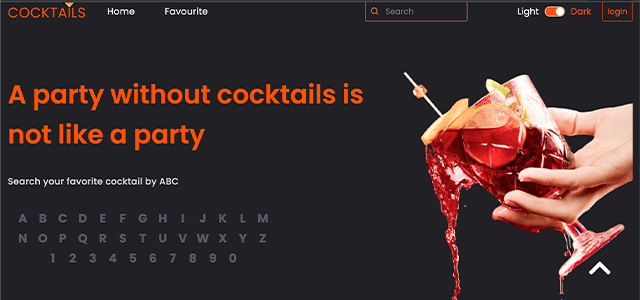 COCKTAILS Home Favourite Search Light Dark login
A party without cocktails is
not like a party
Search your favorite cocktail by ABC
A B C D E F G H I J K L M
N O P Q R S T U V W X Y Z
1 2 3 4 5 6 7 8 9 0